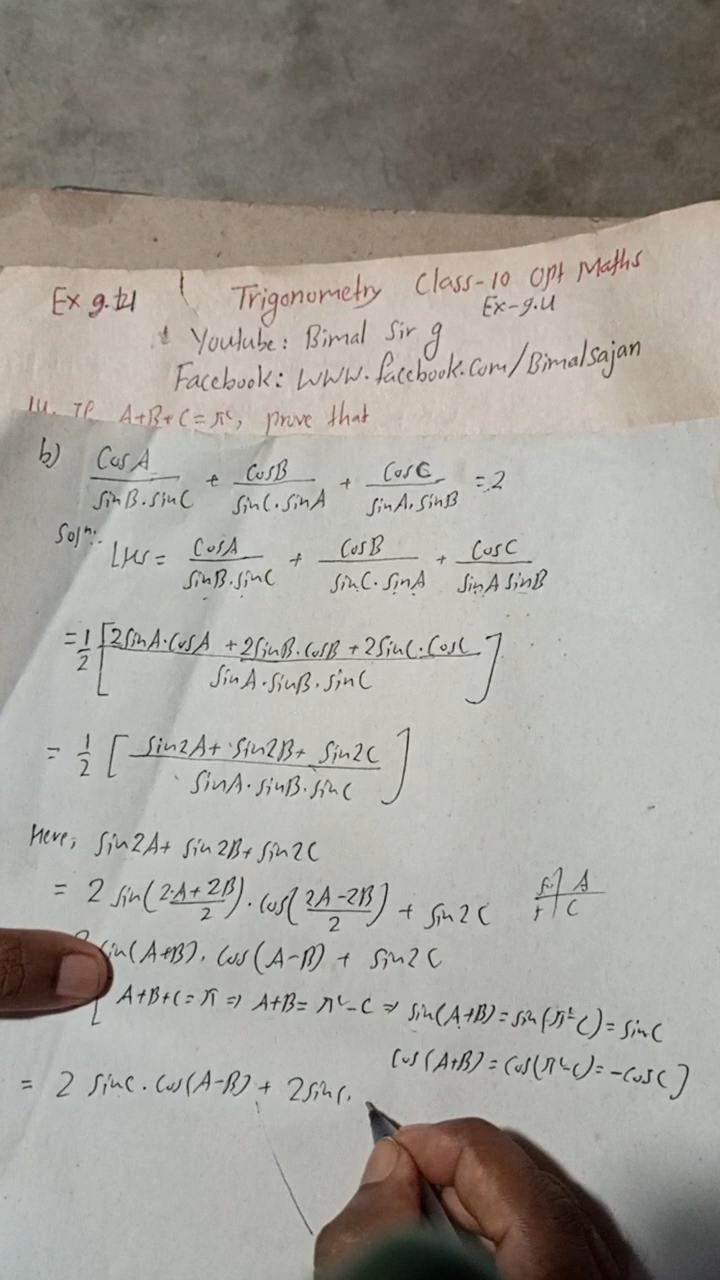 Ex 9.4 Trigonometry Class-10 Opt Maths
Ex-9.4
Youtube: Bimal Sir g
Facebook: WWW.facebook.Com/Bimalsajan
14. If A+B+C=πᶜ, prove that
b) CosA/sinB.sinC + CosB/sinC.sinA + CosC/sinA.sinB = 2
Solⁿ:-
LHS = CosA/sinB.sinC + CosB/sinC.sinA + CosC/sinA sinB
= 1/2 [2sinA.CosA + 2sinB.CosB + 2sinC.CosC / sinA.sinB.sinC]
= 1/2 [sin2A + sin2B + sin2C / sinA.sinB.sinC]
Here, sin2A + sin2B + sin2C
= 2 sin(2A+2B/2).cos(2A-2B/2) + sin2C
A
C
sin(A+B).Cos(A-B) + sin2C
[A+B+C=π ⇒ A+B=πᶜ-C ⇒ sin(A+B)=sin(πᶜ-C)=sinC
Cos(A+B)=Cos(πᶜ-C)=-CosC]
= 2 sinC.cos(A-B) + 2sinC.